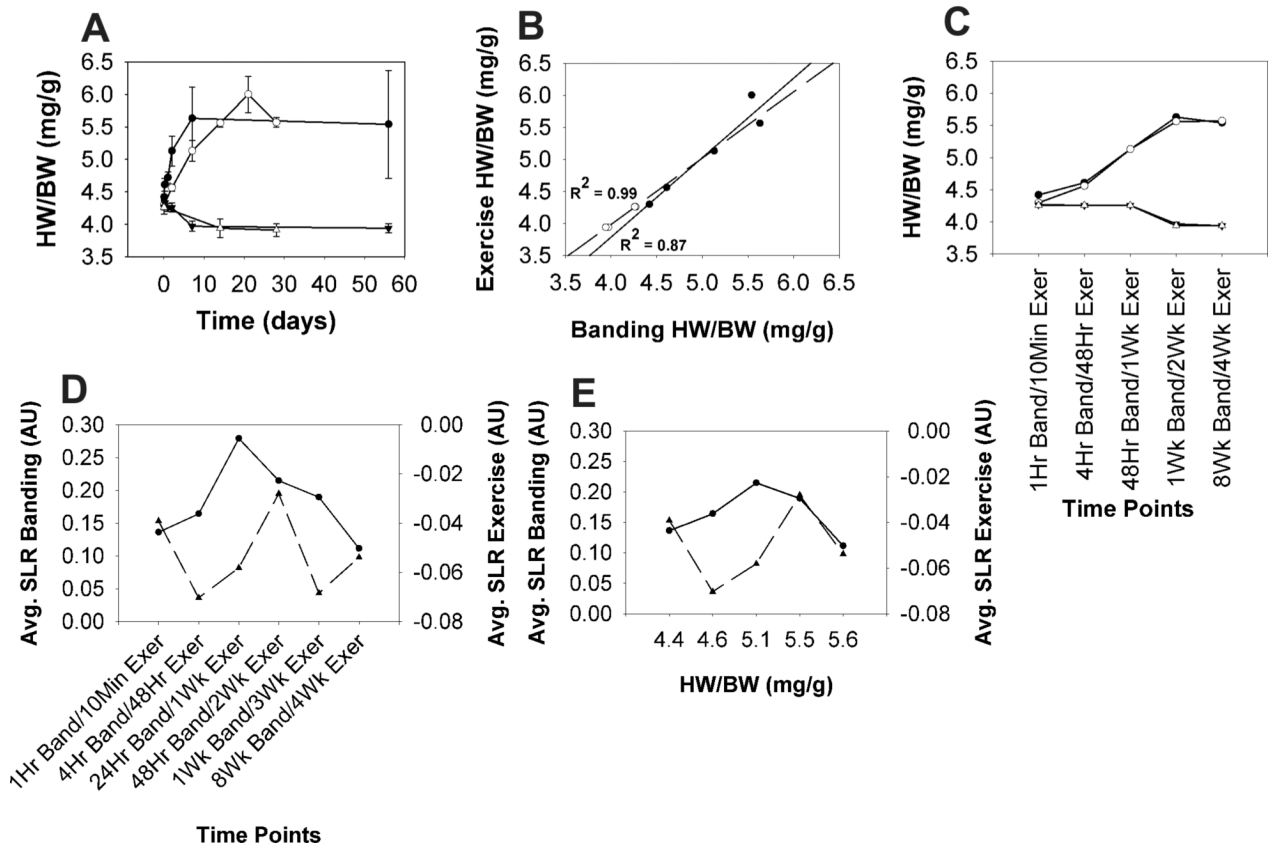 A
HW/BW (mg/g)
6.5
6.0
5.5
5.0
4.5
4.0
3.5
0 10 20 30 40 50 60
Time (days)
B
Exercise HW/BW (mg/g)
6.5
6.0
5.5
5.0
4.5
4.0
3.5
R2 = 0.99
R2 = 0.87
3.5 4.0 4.5 5.0 5.5 6.0 6.5
Banding HW/BW (mg/g)
C
HW/BW (mg/g)
6.5
6.0
5.5
5.0
4.5
4.0
3.5
1Hr Band/10Min Exer
4Hr Band/48Hr Exer
48Hr Band/1Wk Exer
1Wk Band/2Wk Exer
8Wk Band/4Wk Exer
Time Points
D
Avg. SLR Banding (AU)
0.30
0.25
0.20
0.15
0.10
0.05
0.00
0.00
-0.02
-0.04
-0.06
-0.08
Avg. SLR Exercise (AU)
1Hr Band/10Min Exer
4Hr Band/48Hr Exer
24Hr Band/1Wk Exer
48Hr Band/2Wk Exer
1Wk Band/3Wk Exer
8Wk Band/4Wk Exer
Time Points
E
Avg. SLR Banding (AU)
0.30
0.25
0.20
0.15
0.10
0.05
0.00
0.00
-0.02
-0.04
-0.06
-0.08
Avg. SLR Exercise (AU)
4.4 4.6 5.1 5.5 5.6
HW/BW (mg/g)